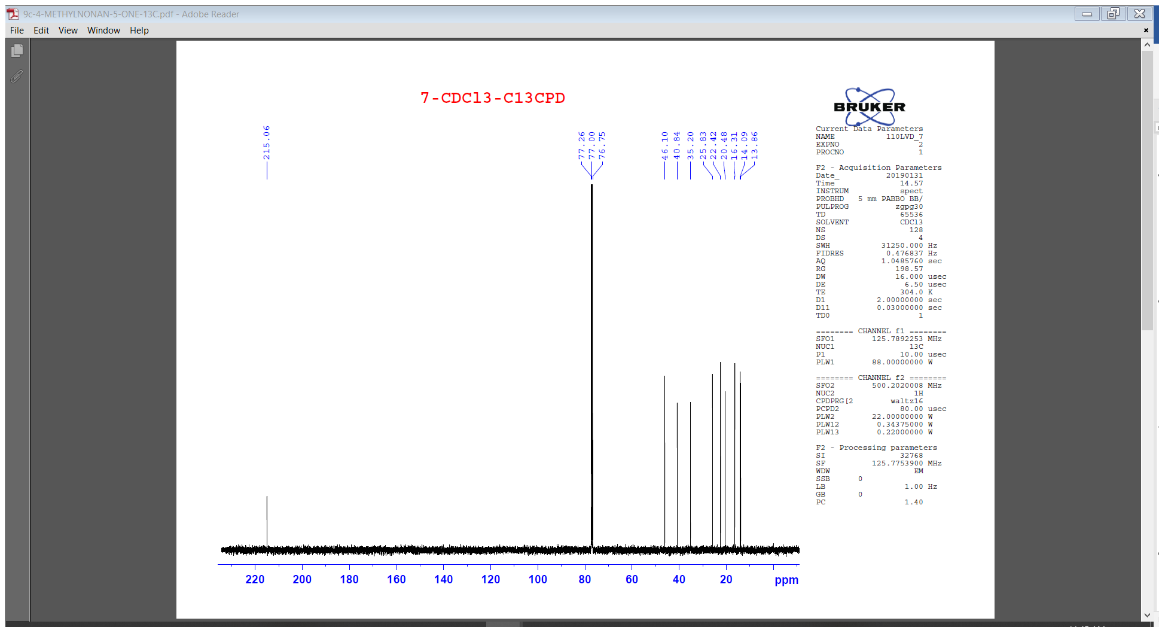 9c-4-METHYLNONAN-5-ONE-13C.pdf - Adobe Reader
File Edit View Window Help
7-CDCl3-C13CPD
215.06
77.26
77.00
76.75
46.10
40.84
35.20
25.83
22.42
20.48
16.31
14.09
13.86
220 200 180 160 140 120 100 80 60 40 20 ppm
BRUKER
Current Data Parameters
NAME 110LVD_7
EXPNO 2
PROCNO 1
F2 - Acquisition Parameters
Date_ 20190131
Time 14.57
INSTRUM spect
PROBHD 5 mm PABBO BB/
PULPROG zgpg30
TD 65536
SOLVENT CDCl3
NS 128
DS 4
SWH 31250.000 Hz
FIDRES 0.476837 Hz
AQ 1.0485760 sec
RG 198.57
DW 16.000 usec
DE 6.50 usec
TE 304.0 K
D1 2.00000000 sec
D11 0.03000000 sec
TD0 1
======== CHANNEL f1 ========
SFO1 125.7892253 MHz
NUC1 13C
P1 10.00 usec
PLW1 88.00000000 W
======== CHANNEL f2 ========
SFO2 500.2020008 MHz
NUC2 1H
CPDPRG[2 waltz16
PCPD2 80.00 usec
PLW2 22.00000000 W
PLW12 0.34375000 W
PLW13 0.22000000 W
F2 - Processing parameters
SI 32768
SF 125.7753900 MHz
WDW EM
SSB 0
LB 1.00 Hz
GB 0
PC 1.40